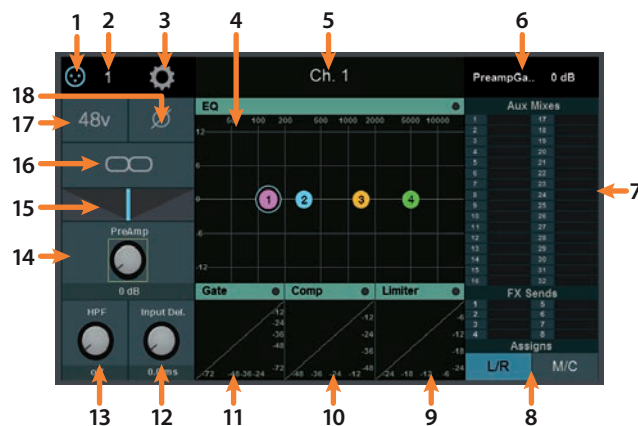 1 2 3 4 5 6
1 Ch. 1 PreampGa.. 0 dB
18
17 48v
EQ
50 100 200 500 1000 2000 5000 10000
12
6
0
-6
-12
1 2 3 4
16
15
14
PreAmp
0 dB
HPF Input Del.
13 12
Gate Comp Limiter
-12
-24
-36
-48
-72
-72 -48 -36 -24
-12
-24
-36
-48
-48 -36 -24 -12
-6
-12
-18
-24
-24 -18 -12 -6
11 10 9
Aux Mixes
1 17
2 18
3 19
4 20
5 21
6 22
7 23
8 24
9 25
10 26
11 27
12 28
13 29
14 30
15 31
16 32
7
FX Sends
1 5
2 6
3 7
4 8
Assigns
L/R M/C
8